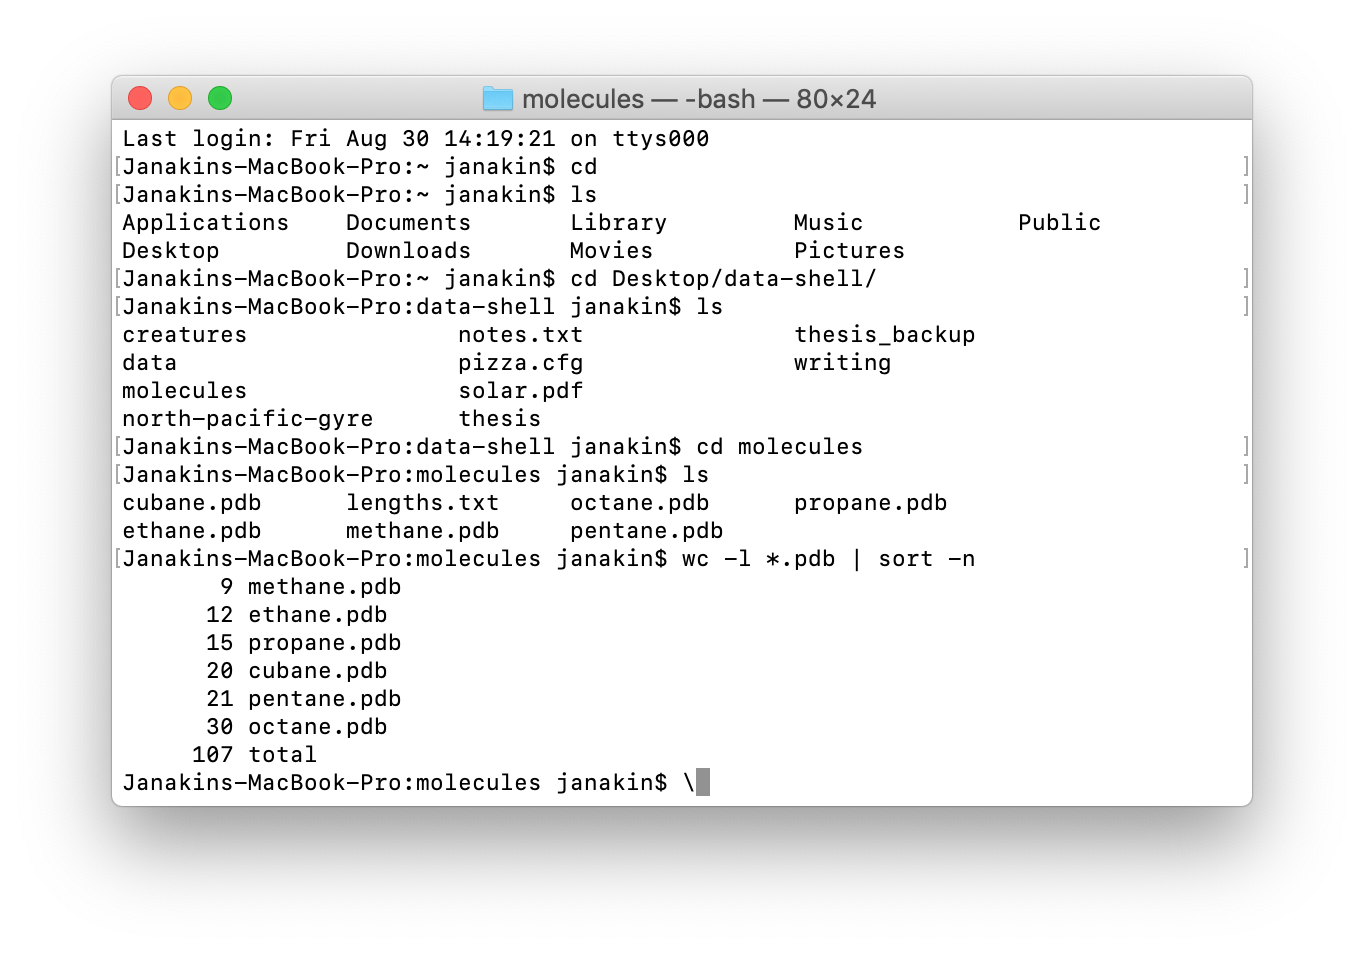 molecules — -bash — 80×24
Last login: Fri Aug 30 14:19:21 on ttys000
[Janakins-MacBook-Pro:~ janakin$ cd ]
[Janakins-MacBook-Pro:~ janakin$ ls ]
Applications    Documents       Library         Music           Public
Desktop         Downloads       Movies          Pictures
[Janakins-MacBook-Pro:~ janakin$ cd Desktop/data-shell/ ]
[Janakins-MacBook-Pro:data-shell janakin$ ls ]
creatures               notes.txt               thesis_backup
data                    pizza.cfg               writing
molecules               solar.pdf
north-pacific-gyre      thesis
[Janakins-MacBook-Pro:data-shell janakin$ cd molecules ]
[Janakins-MacBook-Pro:molecules janakin$ ls ]
cubane.pdb      lengths.txt     octane.pdb      propane.pdb
ethane.pdb      methane.pdb     pentane.pdb
[Janakins-MacBook-Pro:molecules janakin$ wc -l *.pdb | sort -n ]
       9 methane.pdb
      12 ethane.pdb
      15 propane.pdb
      20 cubane.pdb
      21 pentane.pdb
      30 octane.pdb
     107 total
Janakins-MacBook-Pro:molecules janakin$ \